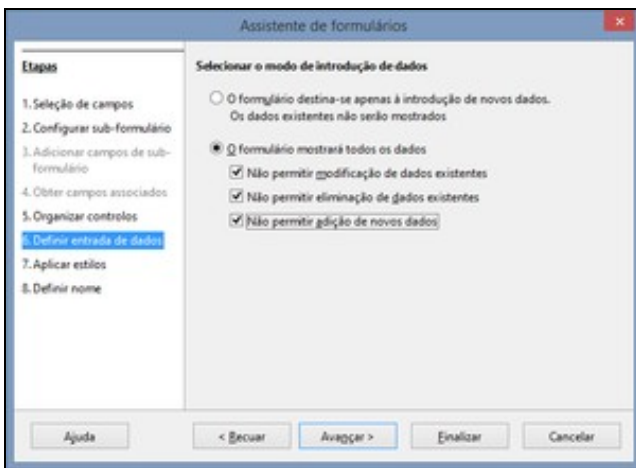 Assistente de formulários
Etapas
1. Seleção de campos
2. Configurar sub-formulário
3. Adicionar campos de sub-
formulário
4. Obter campos associados
5. Organizar controlos
6. Definir entrada de dados
7. Aplicar estilos
8. Definir nome
Selecionar o modo de introdução de dados
O formulário destina-se apenas à introdução de novos dados.
Os dados existentes não serão mostrados
O formulário mostrará todos os dados
Não permitir modificação de dados existentes
Não permitir eliminação de dados existentes
Não permitir adição de novos dados
Ajuda
< Recuar
Avançar >
Finalizar
Cancelar